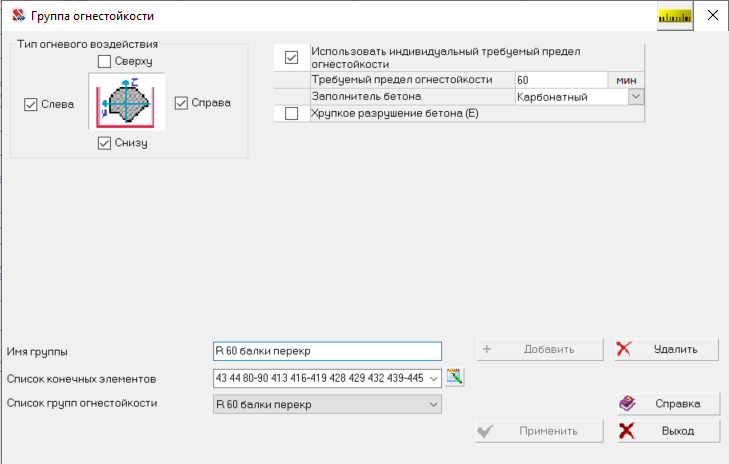 Группа огнестойкости
Тип огневого воздействия
Сверху
Слева
Справа
Снизу
Использовать индивидуальный требуемый предел
огнестойкости
Требуемый предел огнестойкости 60 мин
Заполнитель бетона Карбонатный
Хрупкое разрушение бетона (E)
Имя группы R 60 балки перекр
Добавить
Удалить
Список конечных элементов 43 44 80-90 413 416-419 428 429 432 439-445
Список групп огнестойкости R 60 балки перекр
Справка
Применить
Выход